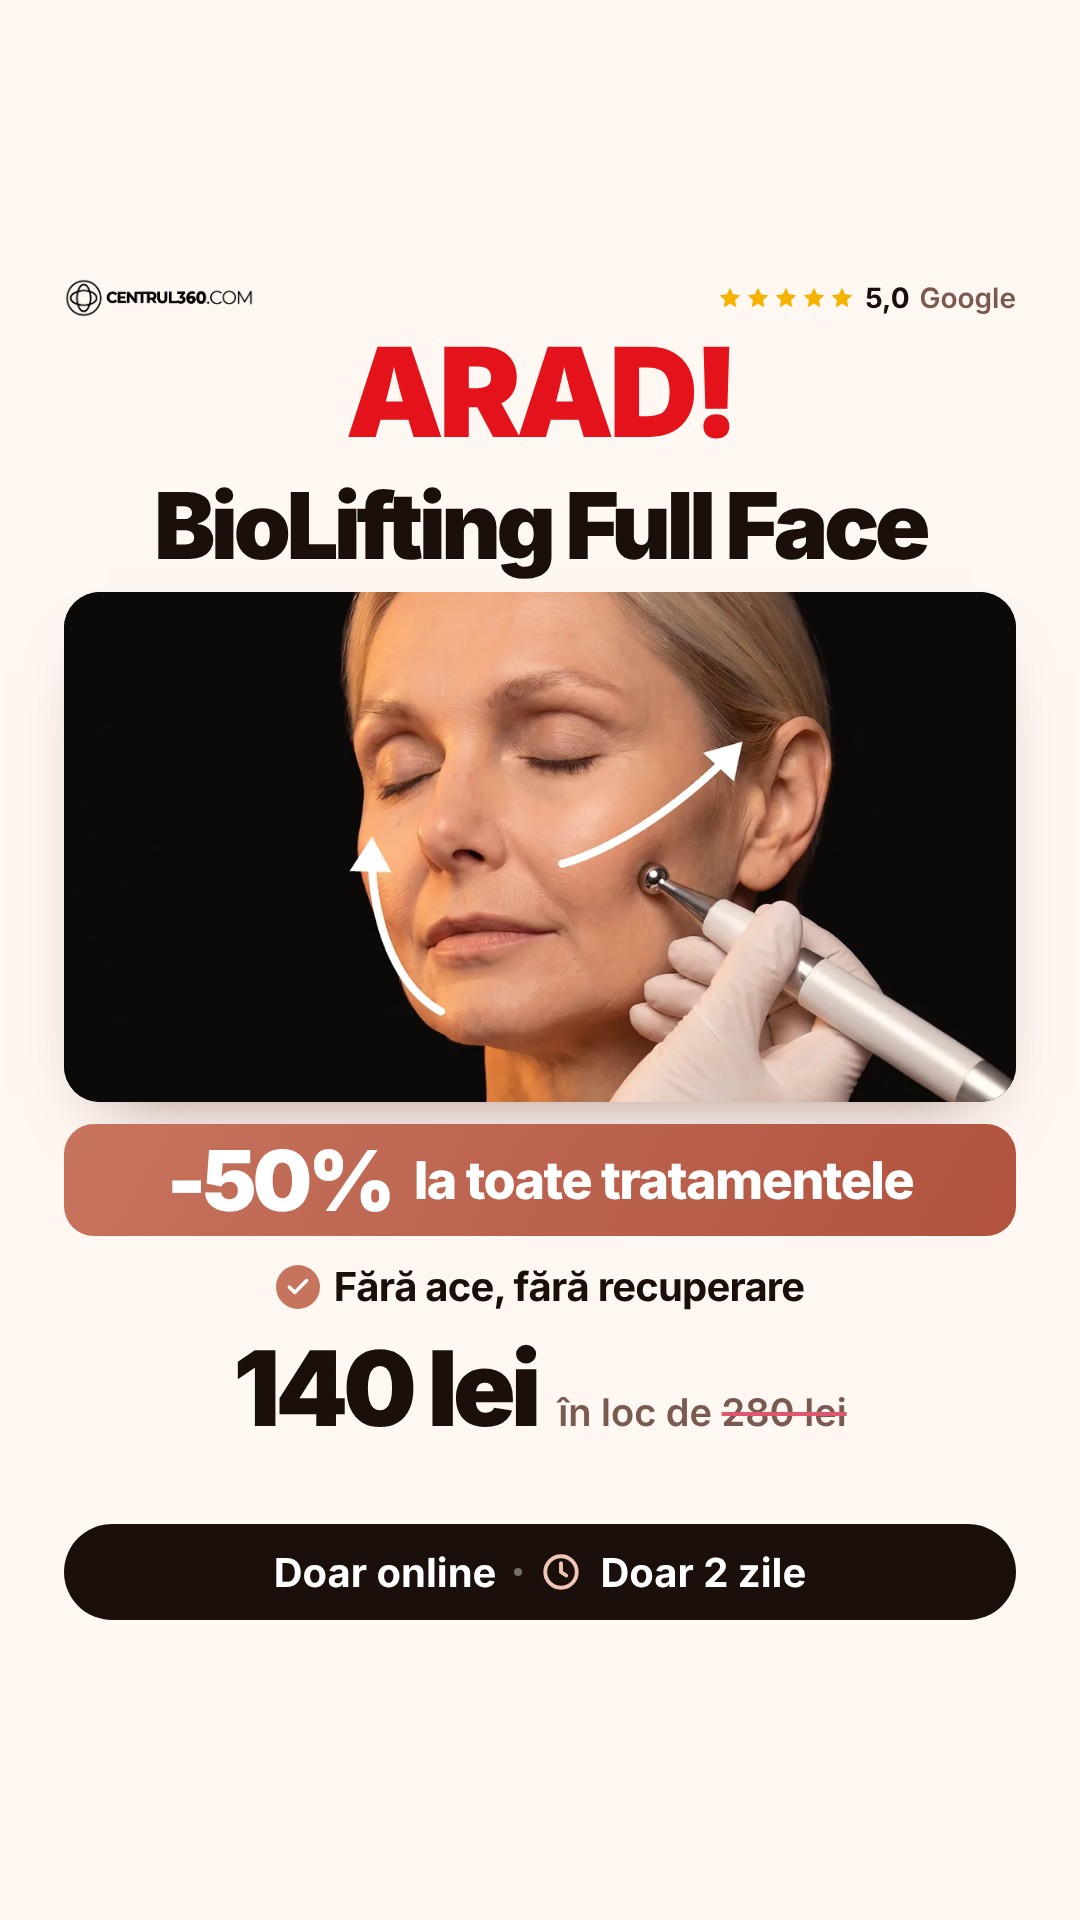 CENTRUL360.COM
5,0 Google
ARAD!
BioLifting Full Face
-50% la toate tratamentele
Fără ace, fără recuperare
140 lei în loc de 280 lei
Doar online · Doar 2 zile